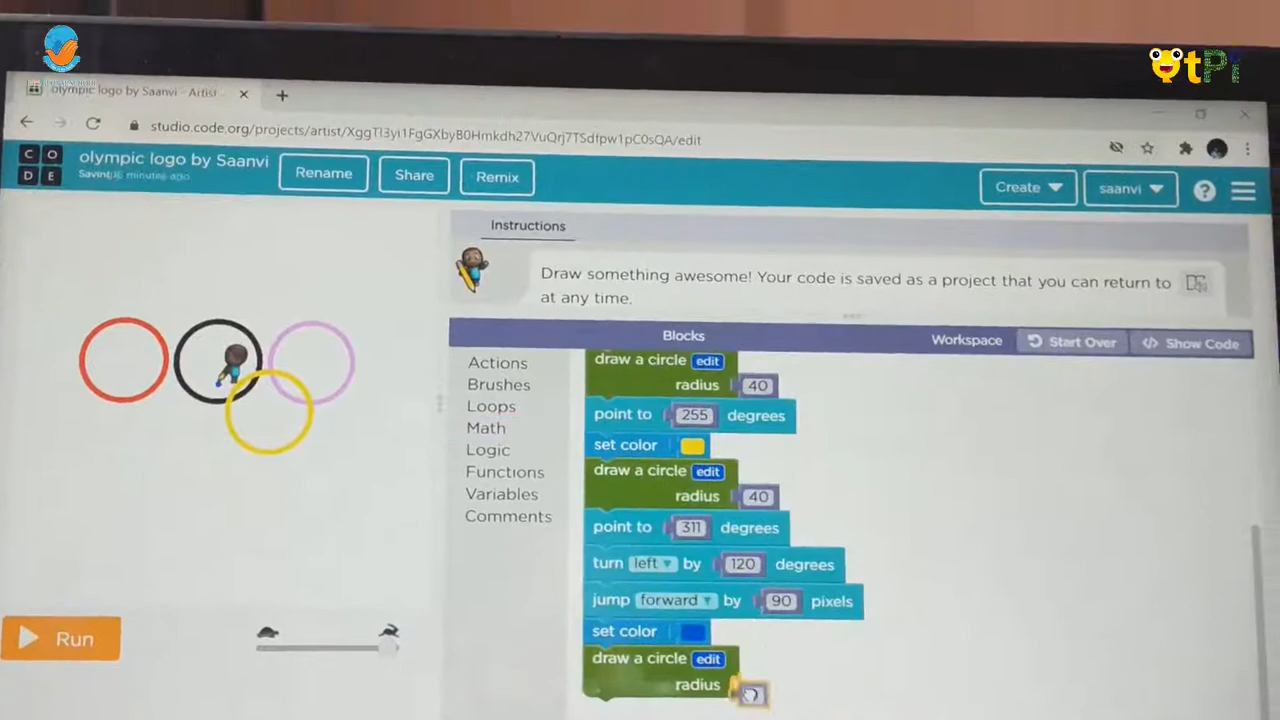 otPi
olympic logo by Saanvi - Artist
studio.code.org/projects/artist/XggTl3yi1FgGXbyB0Hmkdh27VuQrj7TSdfpw1pC0sQA/edit
C O
D E
olympic logo by Saanvi
minutes ago
Rename
Share
Remix
Create
saanvi
?
Instructions
Draw something awesome! Your code is saved as a project that you can return to
at any time.
Blocks
Workspace
Start Over
Show Code
Actions
Brushes
Loops
Math
Logic
Functions
Variables
Comments
draw a circle edit
radius 40
point to 255 degrees
set color
draw a circle edit
radius 40
point to 311 degrees
turn left by 120 degrees
jump forward by 90 pixels
set color
draw a circle edit
radius
Run